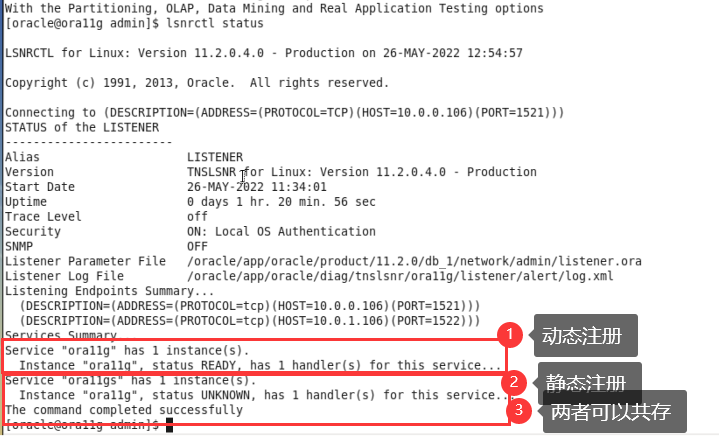 With the Partitioning, OLAP, Data Mining and Real Application Testing options
[oracle@ora11g admin]$ lsnrctl status
LSNRCTL for Linux: Version 11.2.0.4.0 - Production on 26-MAY-2022 12:54:57
Copyright (c) 1991, 2013, Oracle.  All rights reserved.
Connecting to (DESCRIPTION=(ADDRESS=(PROTOCOL=TCP)(HOST=10.0.0.106)(PORT=1521)))
STATUS of the LISTENER
------------------------
Alias                     LISTENER
Version                   TNSLSNR for Linux: Version 11.2.0.4.0 - Production
Start Date                26-MAY-2022 11:34:01
Uptime                    0 days 1 hr. 20 min. 56 sec
Trace Level               off
Security                  ON: Local OS Authentication
SNMP                      OFF
Listener Parameter File   /oracle/app/oracle/product/11.2.0/db_1/network/admin/listener.ora
Listener Log File         /oracle/app/oracle/diag/tnslsnr/ora11g/listener/alert/log.xml
Listening Endpoints Summary...
  (DESCRIPTION=(ADDRESS=(PROTOCOL=tcp)(HOST=10.0.0.106)(PORT=1521)))
  (DESCRIPTION=(ADDRESS=(PROTOCOL=tcp)(HOST=10.0.1.106)(PORT=1522)))
Services Summary
1 动态注册
Service "ora11g" has 1 instance(s).
  Instance "ora11g", status READY, has 1 handler(s) for this service...
2 静态注册
Service "ora11gs" has 1 instance(s).
  Instance "ora11g", status UNKNOWN, has 1 handler(s) for this service..
3 两者可以共存
The command completed successfully
[oracle@ora11g admin]$